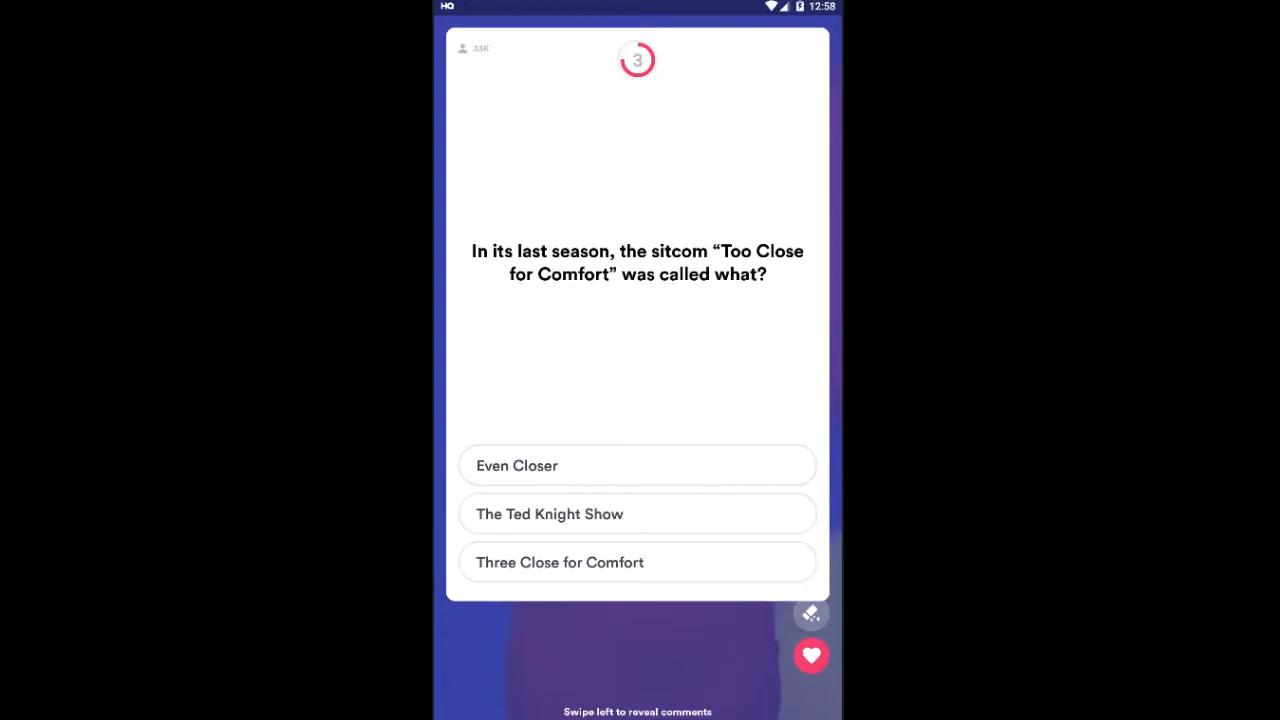 HQ
12:58
33K
3
In its last season, the sitcom “Too Close
for Comfort” was called what?
Even Closer
The Ted Knight Show
Three Close for Comfort
Swipe left to reveal comments